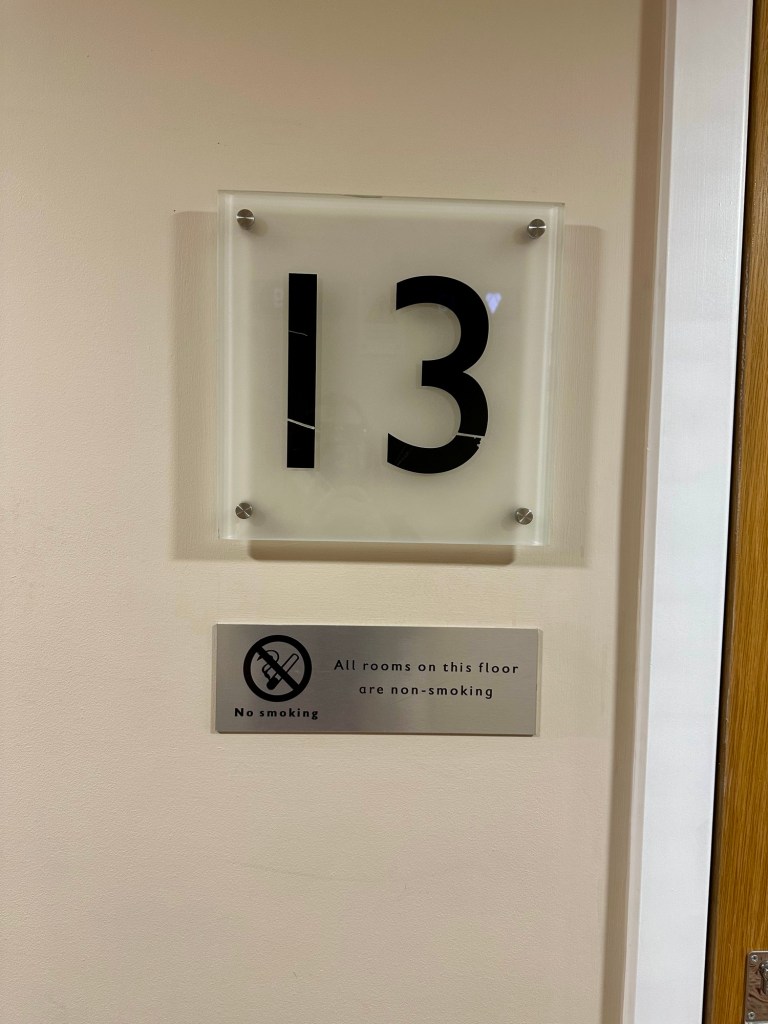 13
All rooms on this floor
are non-smoking
No smoking